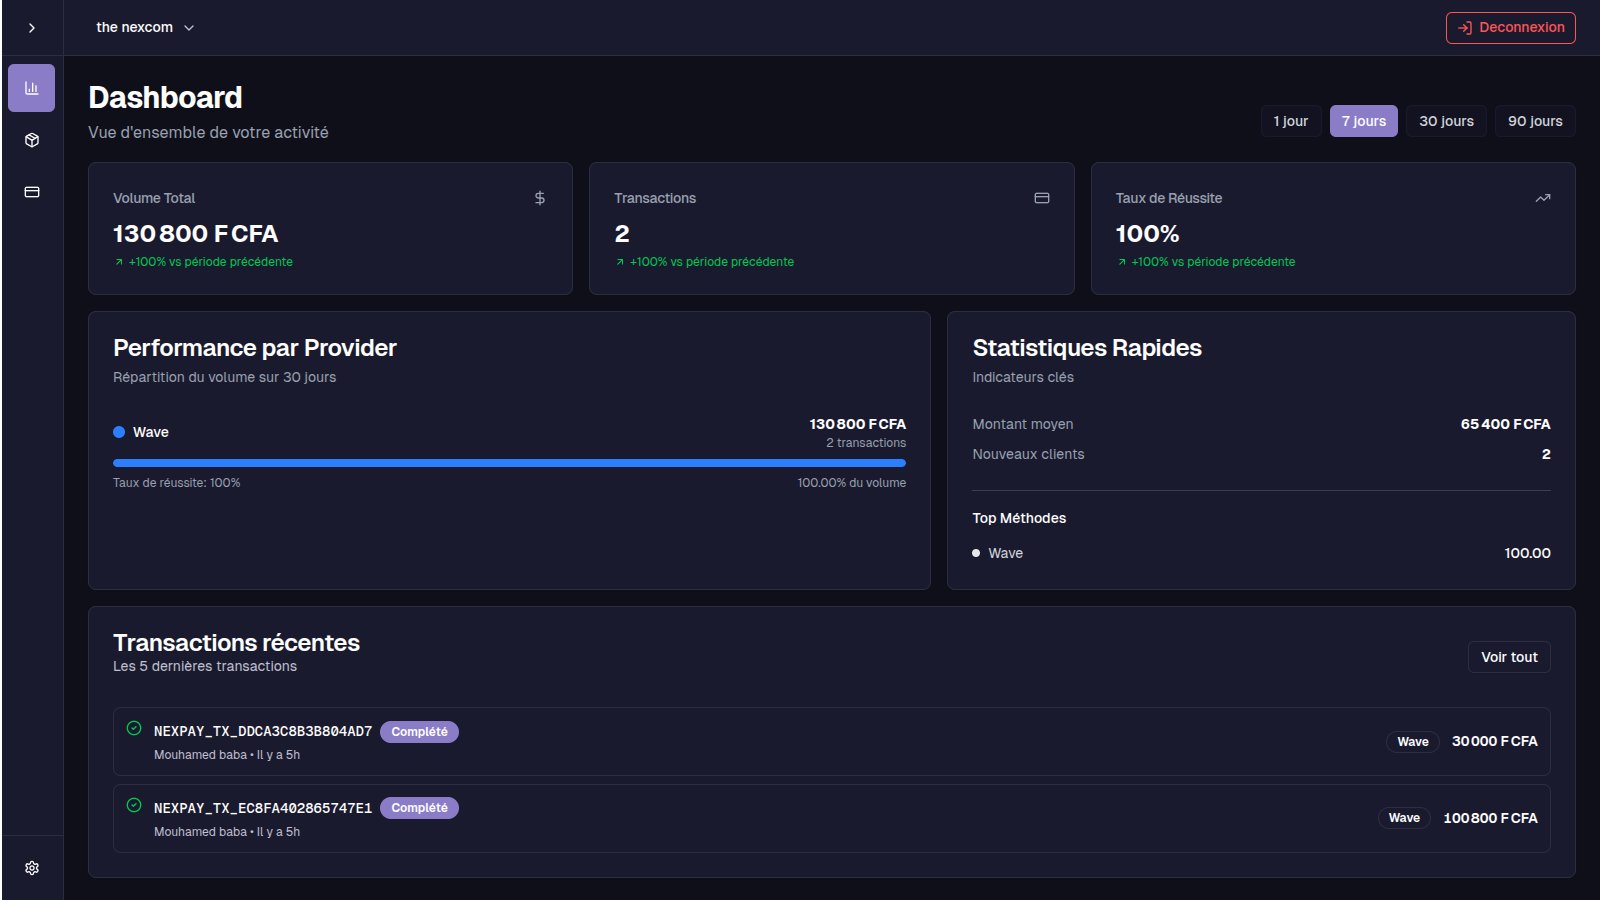 the nexcom
Deconnexion
Dashboard
Vue d'ensemble de votre activité
1 jour
7 jours
30 jours
90 jours
Volume Total
130 800 F CFA
+100% vs période précédente
Transactions
2
+100% vs période précédente
Taux de Réussite
100%
+100% vs période précédente
Performance par Provider
Répartition du volume sur 30 jours
Wave
130 800 F CFA
2 transactions
Taux de réussite: 100%
100.00% du volume
Statistiques Rapides
Indicateurs clés
Montant moyen
65 400 F CFA
Nouveaux clients
2
Top Méthodes
Wave
100.00
Transactions récentes
Les 5 dernières transactions
Voir tout
NEXPAY_TX_DDCA3C8B3B804AD7
Complété
Mouhamed baba • Il y a 5h
Wave
30 000 F CFA
NEXPAY_TX_EC8FA402865747E1
Complété
Mouhamed baba • Il y a 5h
Wave
100 800 F CFA